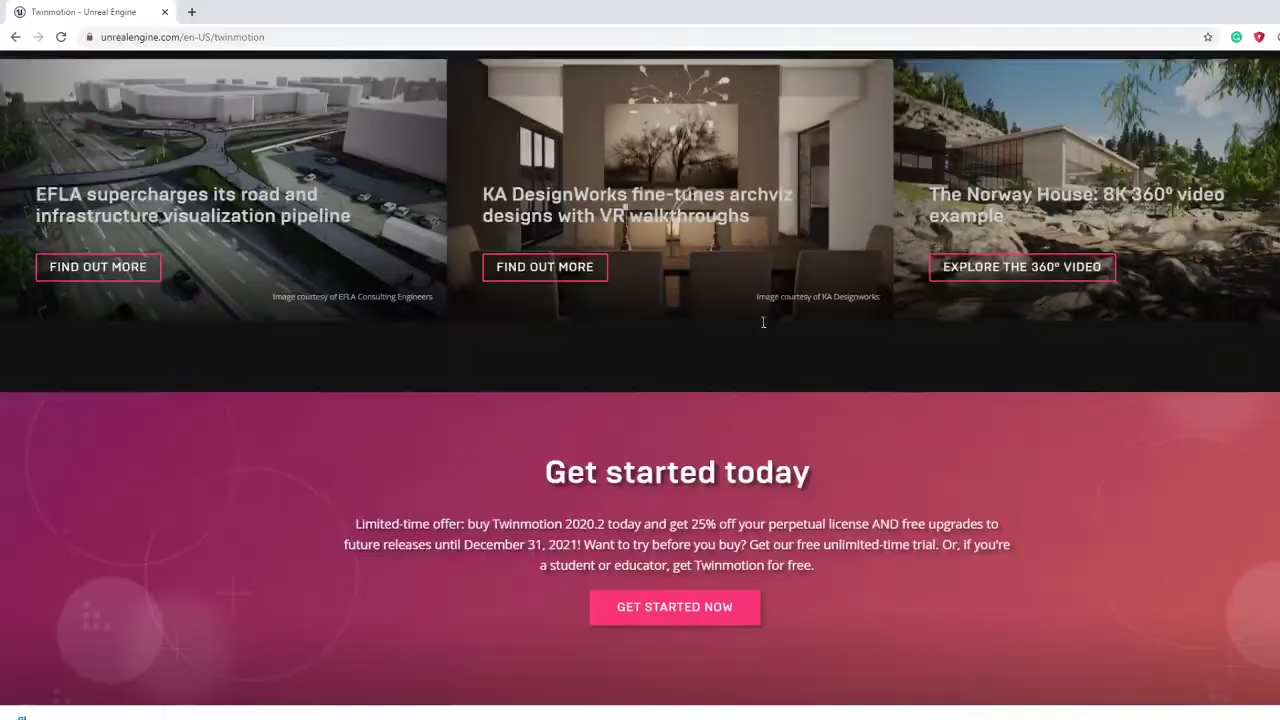 Twinmotion - Unreal Engine
unrealengine.com/en-US/twinmotion
EFLA supercharges its road and
infrastructure visualization pipeline
FIND OUT MORE
Image courtesy of EFLA Consulting Engineers
KA DesignWorks fine-tunes archviz
designs with VR walkthroughs
FIND OUT MORE
Image courtesy of KA Designworks
The Norway House: 8K 360º video
example
EXPLORE THE 360º VIDEO
Get started today
Limited-time offer: buy Twinmotion 2020.2 today and get 25% off your perpetual license AND free upgrades to
future releases until December 31, 2021! Want to try before you buy? Get our free unlimited-time trial. Or, if you're
a student or educator, get Twinmotion for free.
GET STARTED NOW